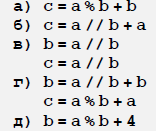 а) c = a % b + b
б) c = a // b + a
в) b = a // b
c = a // b
г) b = a // b + b
c = a % b + a
д) b = a % b + 4